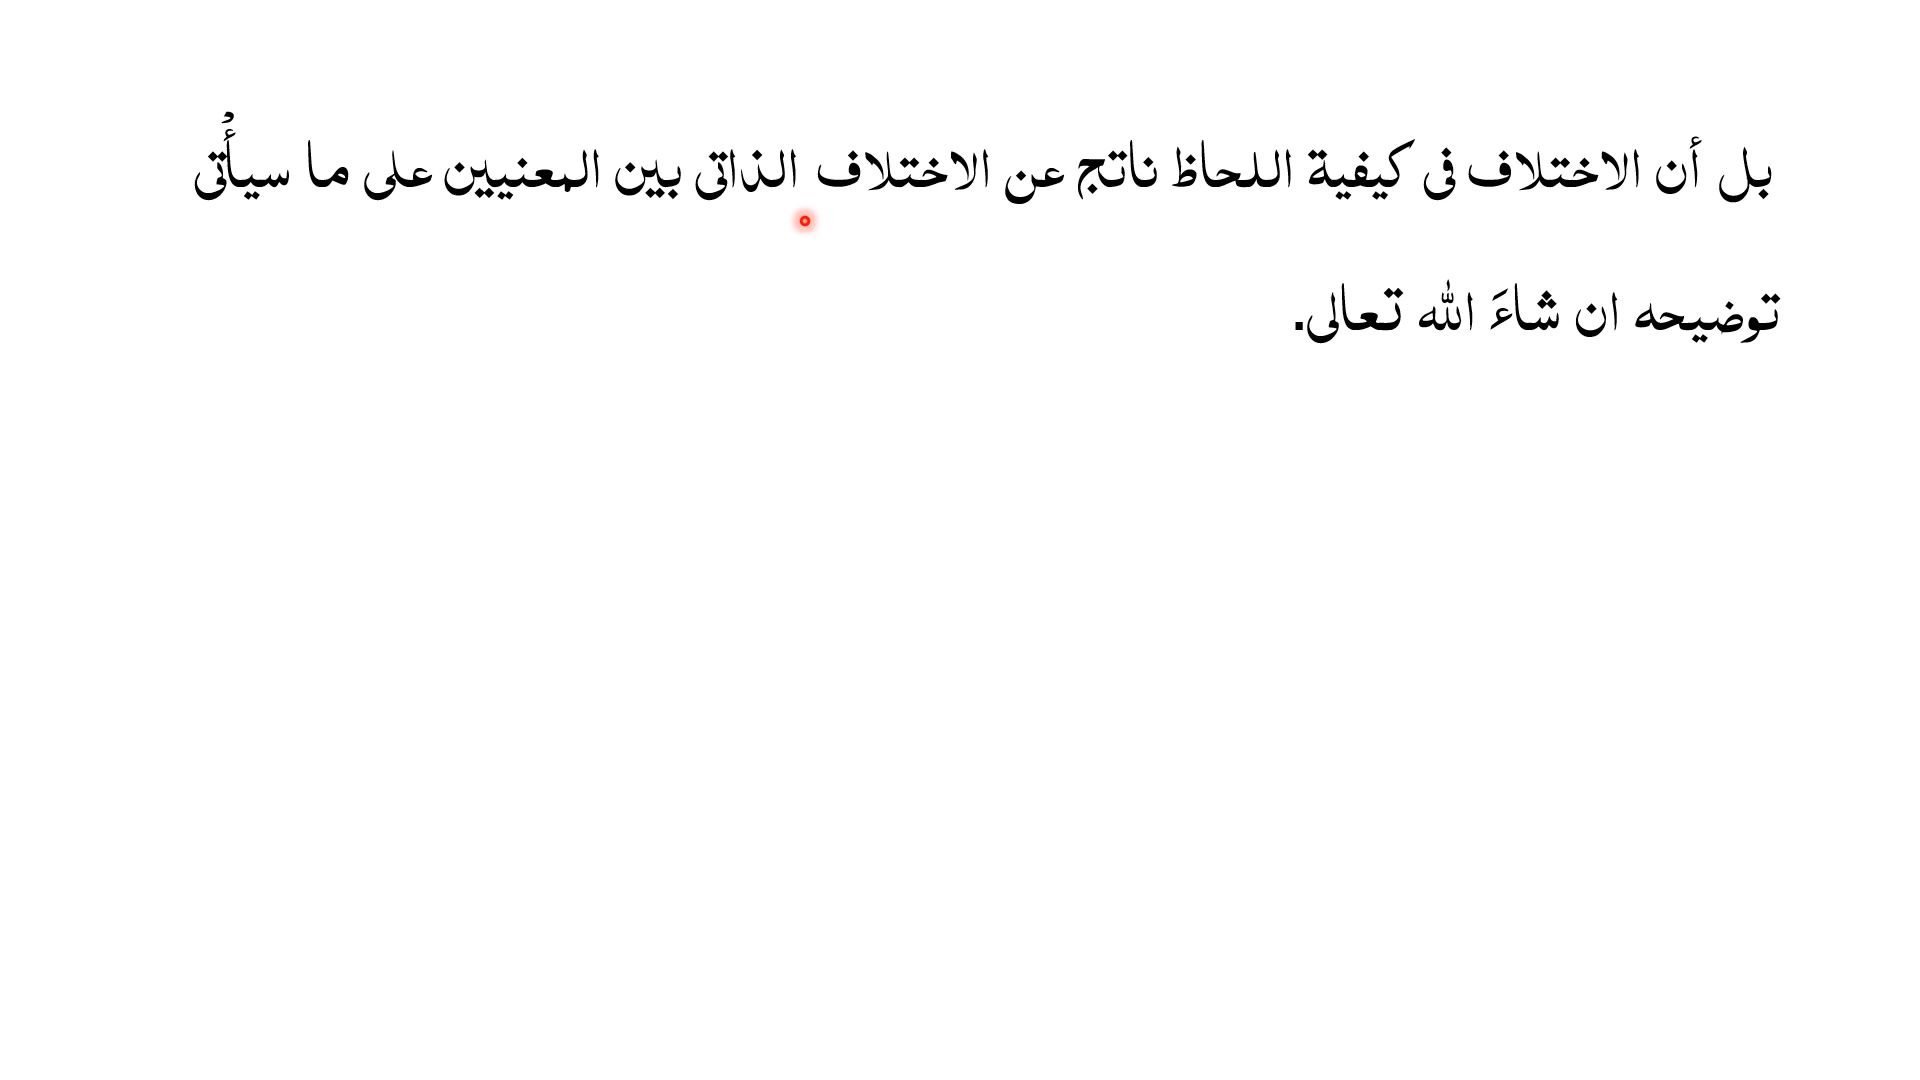 بل أن الاختلاف فى كيفية اللحاظ ناتج عن الاختلاف الذاتى بين المعنيين على ما سيأْتى
توضيحه ان شاءَ الله تعالى.